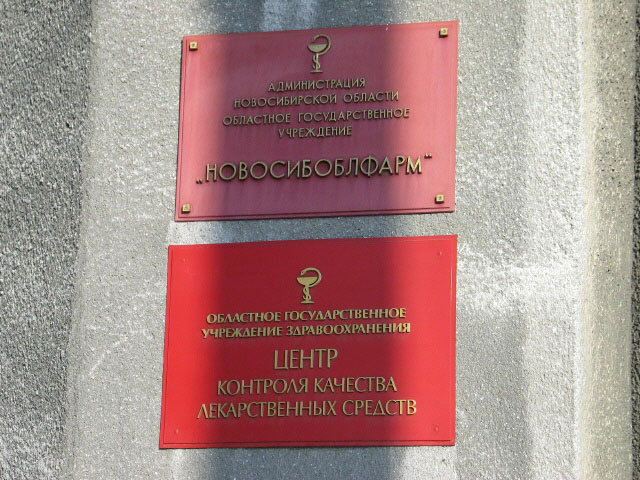 АДМИНИСТРАЦИЯ
НОВОСИБИРСКОЙ ОБЛАСТИ
ОБЛАСТНОЕ ГОСУДАРСТВЕННОЕ
УЧРЕЖДЕНИЕ
„НОВОСИБОБЛФАРМ“
ОБЛАСТНОЕ ГОСУДАРСТВЕННОЕ
УЧРЕЖДЕНИЕ ЗДРАВООХРАНЕНИЯ
ЦЕНТР
КОНТРОЛЯ КАЧЕСТВА
ЛЕКАРСТВЕННЫХ СРЕДСТВ